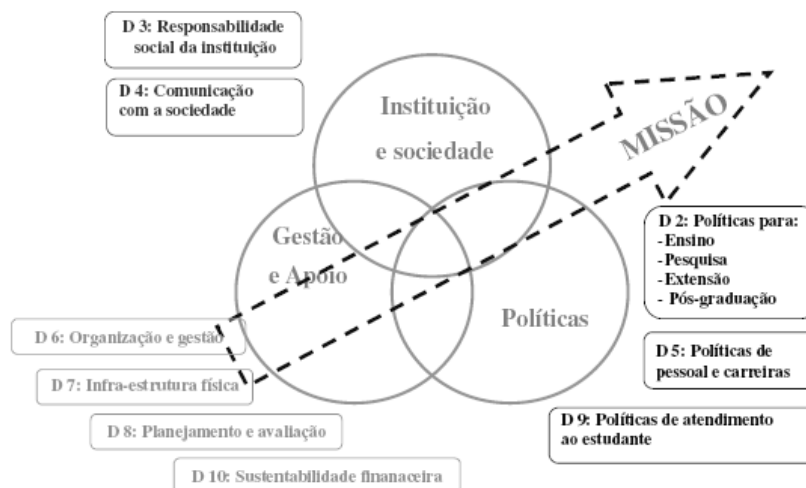 D 3: Responsabilidade
social da instituição
D 4: Comunicação
com a sociedade
Instituição
e sociedade
MISSÃO
Gestão
e Apoio
Políticas
D 2: Políticas para:
-Ensino
-Pesquisa
-Extensão
- Pós-graduação
D 5: Políticas de
pessoal e carreiras
D 9: Políticas de atendimento
ao estudante
D 6: Organização e gestão
D 7: Infra-estrutura física
D 8: Planejamento e avaliação
D 10: Sustentabilidade finanaceira